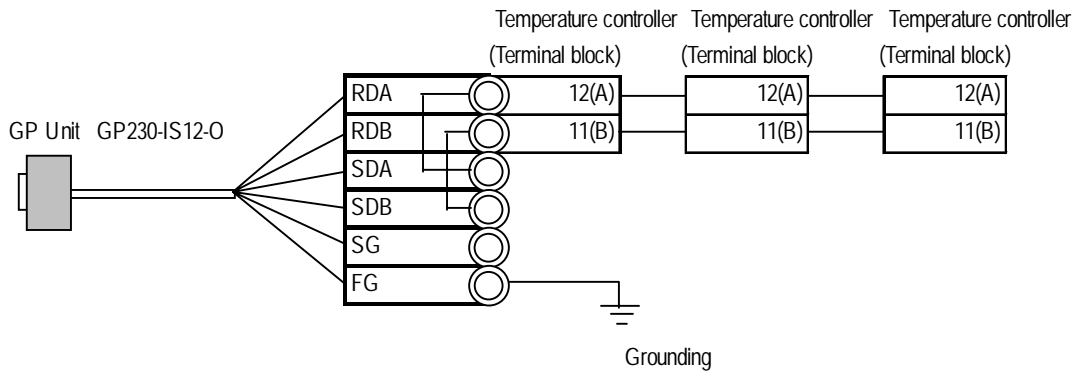 Temperature controller Temperature controller Temperature controller
(Terminal block) (Terminal block) (Terminal block)
RDA 12(A) 12(A) 12(A)
GP Unit GP230-IS12-O RDB 11(B) 11(B) 11(B)
SDA
SDB
SG
FG
Grounding